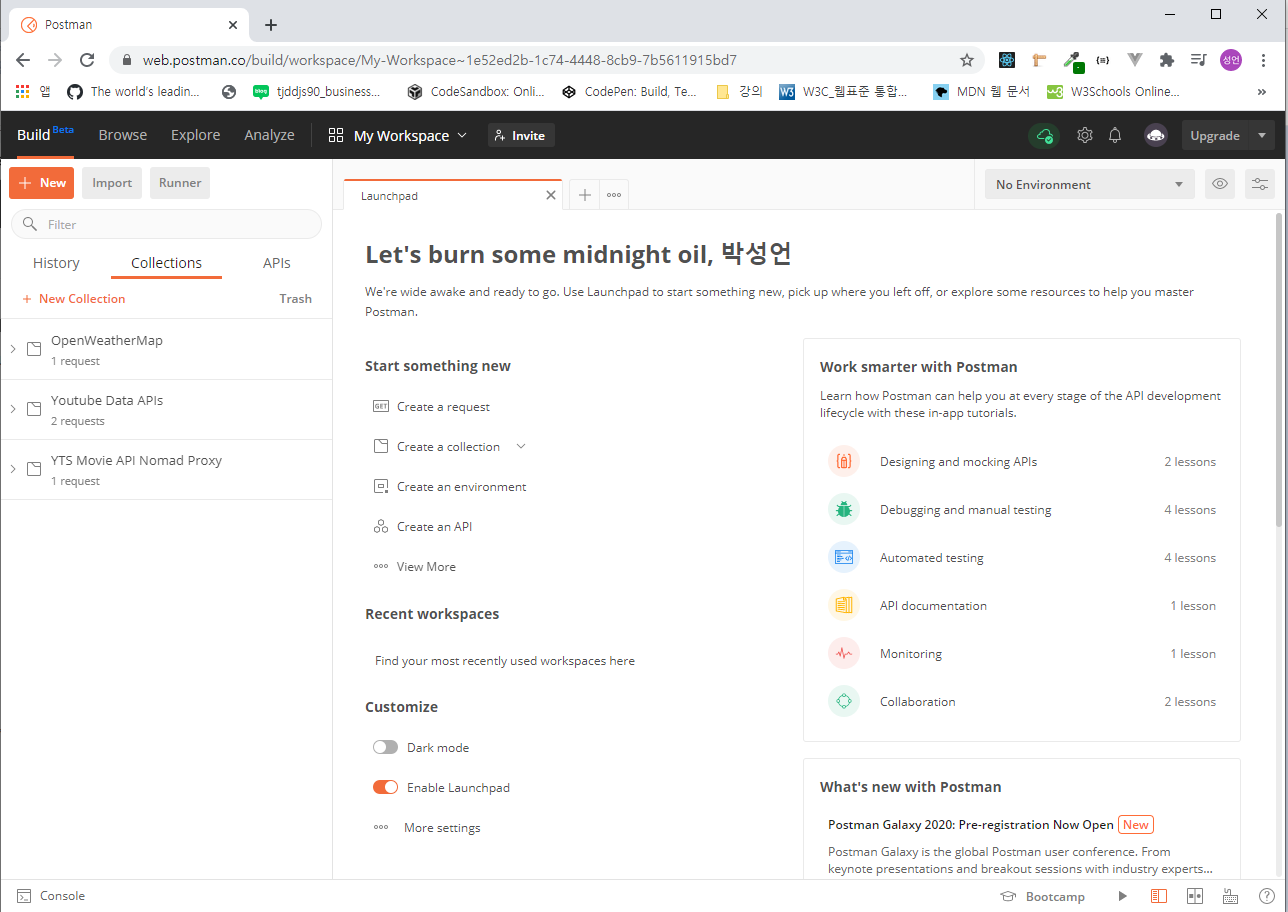 Postman
web.postman.co/build/workspace/My-Workspace~1e52ed2b-1c74-4448-8cb9-7b5611915bd7
성언
앱
The world's leadin...
tjddjs90_business...
CodeSandbox: Onli...
CodePen: Build, Te...
강의
W3C_웹표준 통합...
MDN 웹 문서
W3Schools Online...
Build Beta
Browse
Explore
Analyze
My Workspace
Invite
Upgrade
New
Import
Runner
Launchpad
No Environment
Filter
History
Collections
APIs
+ New Collection
Trash
OpenWeatherMap
1 request
Youtube Data APIs
2 requests
YTS Movie API Nomad Proxy
1 request
Let's burn some midnight oil, 박성언
We're wide awake and ready to go. Use Launchpad to start something new, pick up where you left off, or explore some resources to help you master
Postman.
Start something new
GET Create a request
Create a collection
Create an environment
Create an API
View More
Recent workspaces
Find your most recently used workspaces here
Customize
Dark mode
Enable Launchpad
More settings
Work smarter with Postman
Learn how Postman can help you at every stage of the API development
lifecycle with these in-app tutorials.
Designing and mocking APIs 2 lessons
Debugging and manual testing 4 lessons
Automated testing 4 lessons
API documentation 1 lesson
Monitoring 1 lesson
Collaboration 2 lessons
What's new with Postman
Postman Galaxy 2020: Pre-registration Now Open New
Postman Galaxy is the global Postman user conference. From
keynote presentations and breakout sessions with industry experts...
Console
Bootcamp